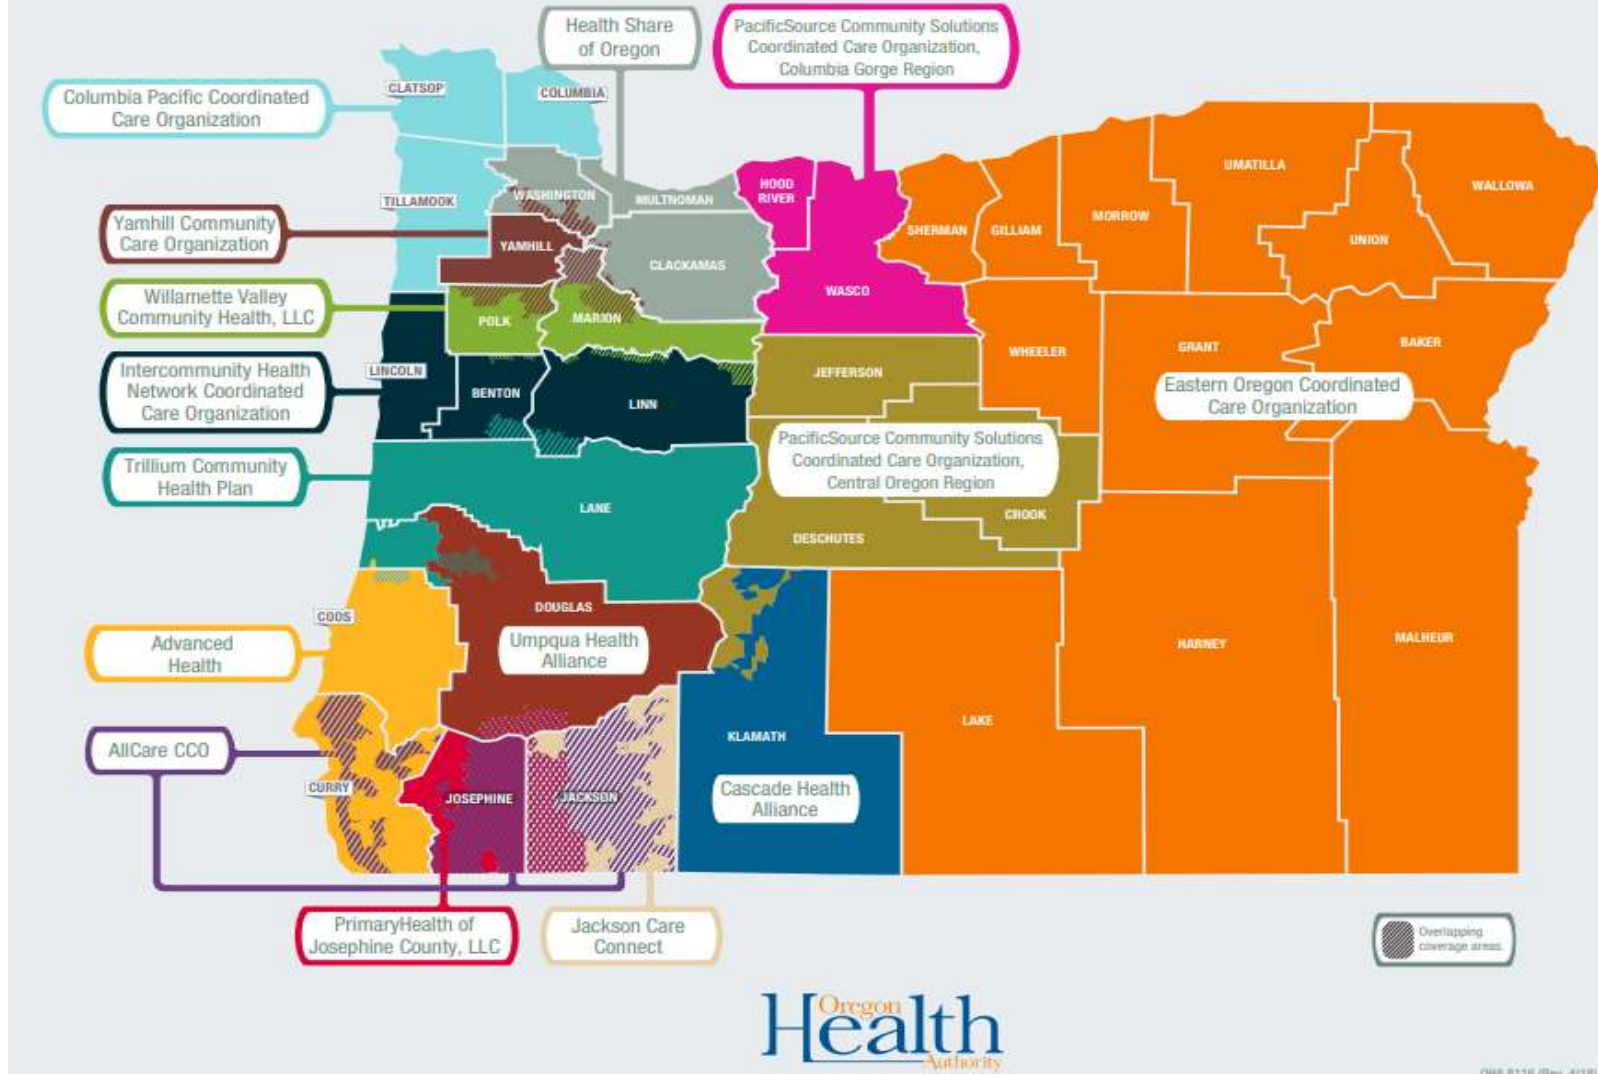 Health Share
of Oregon
PacificSource Community Solutions
Coordinated Care Organization,
Columbia Gorge Region
Columbia Pacific Coordinated
Care Organization
CLATSOP
COLUMBIA
TILLAMOOK
WASHINGTON
MULTNOMAH
HOOD
RIVER
UMATILLA
WALLOWA
Yamhill Community
Care Organization
YAMHILL
CLACKAMAS
SHERMAN
GILLIAM
MORROW
UNION
WASCO
Willamette Valley
Community Health, LLC
POLK
MARION
WHEELER
GRANT
BAKER
Intercommunity Health
Network Coordinated
Care Organization
LINCOLN
BENTON
LINN
JEFFERSON
Eastern Oregon Coordinated
Care Organization
PacificSource Community Solutions
Coordinated Care Organization,
Central Oregon Region
Trillium Community
Health Plan
LANE
CROOK
DESCHUTES
Advanced
Health
COOS
DOUGLAS
Umpqua Health
Alliance
HARNEY
MALHEUR
LAKE
AllCare CCO
CURRY
JOSEPHINE
JACKSON
KLAMATH
Cascade Health
Alliance
PrimaryHealth of
Josephine County, LLC
Jackson Care
Connect
Overlapping
coverage areas
Oregon
Health
Authority